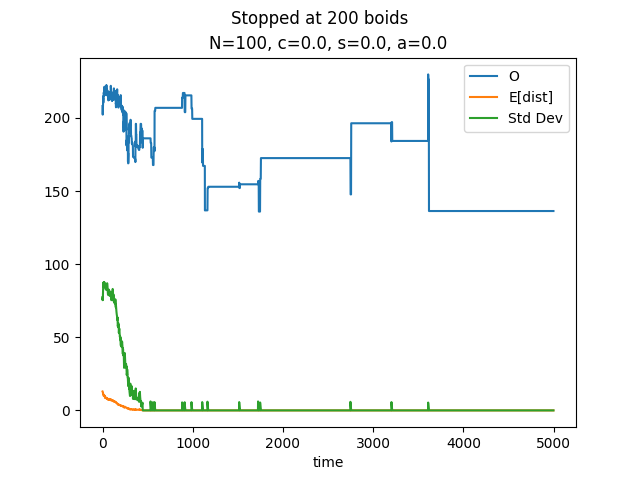 Stopped at 200 boids
N=100, c=0.0, s=0.0, a=0.0
O
E[dist]
Std Dev
200
150
100
50
0
0 1000 2000 3000 4000 5000
time